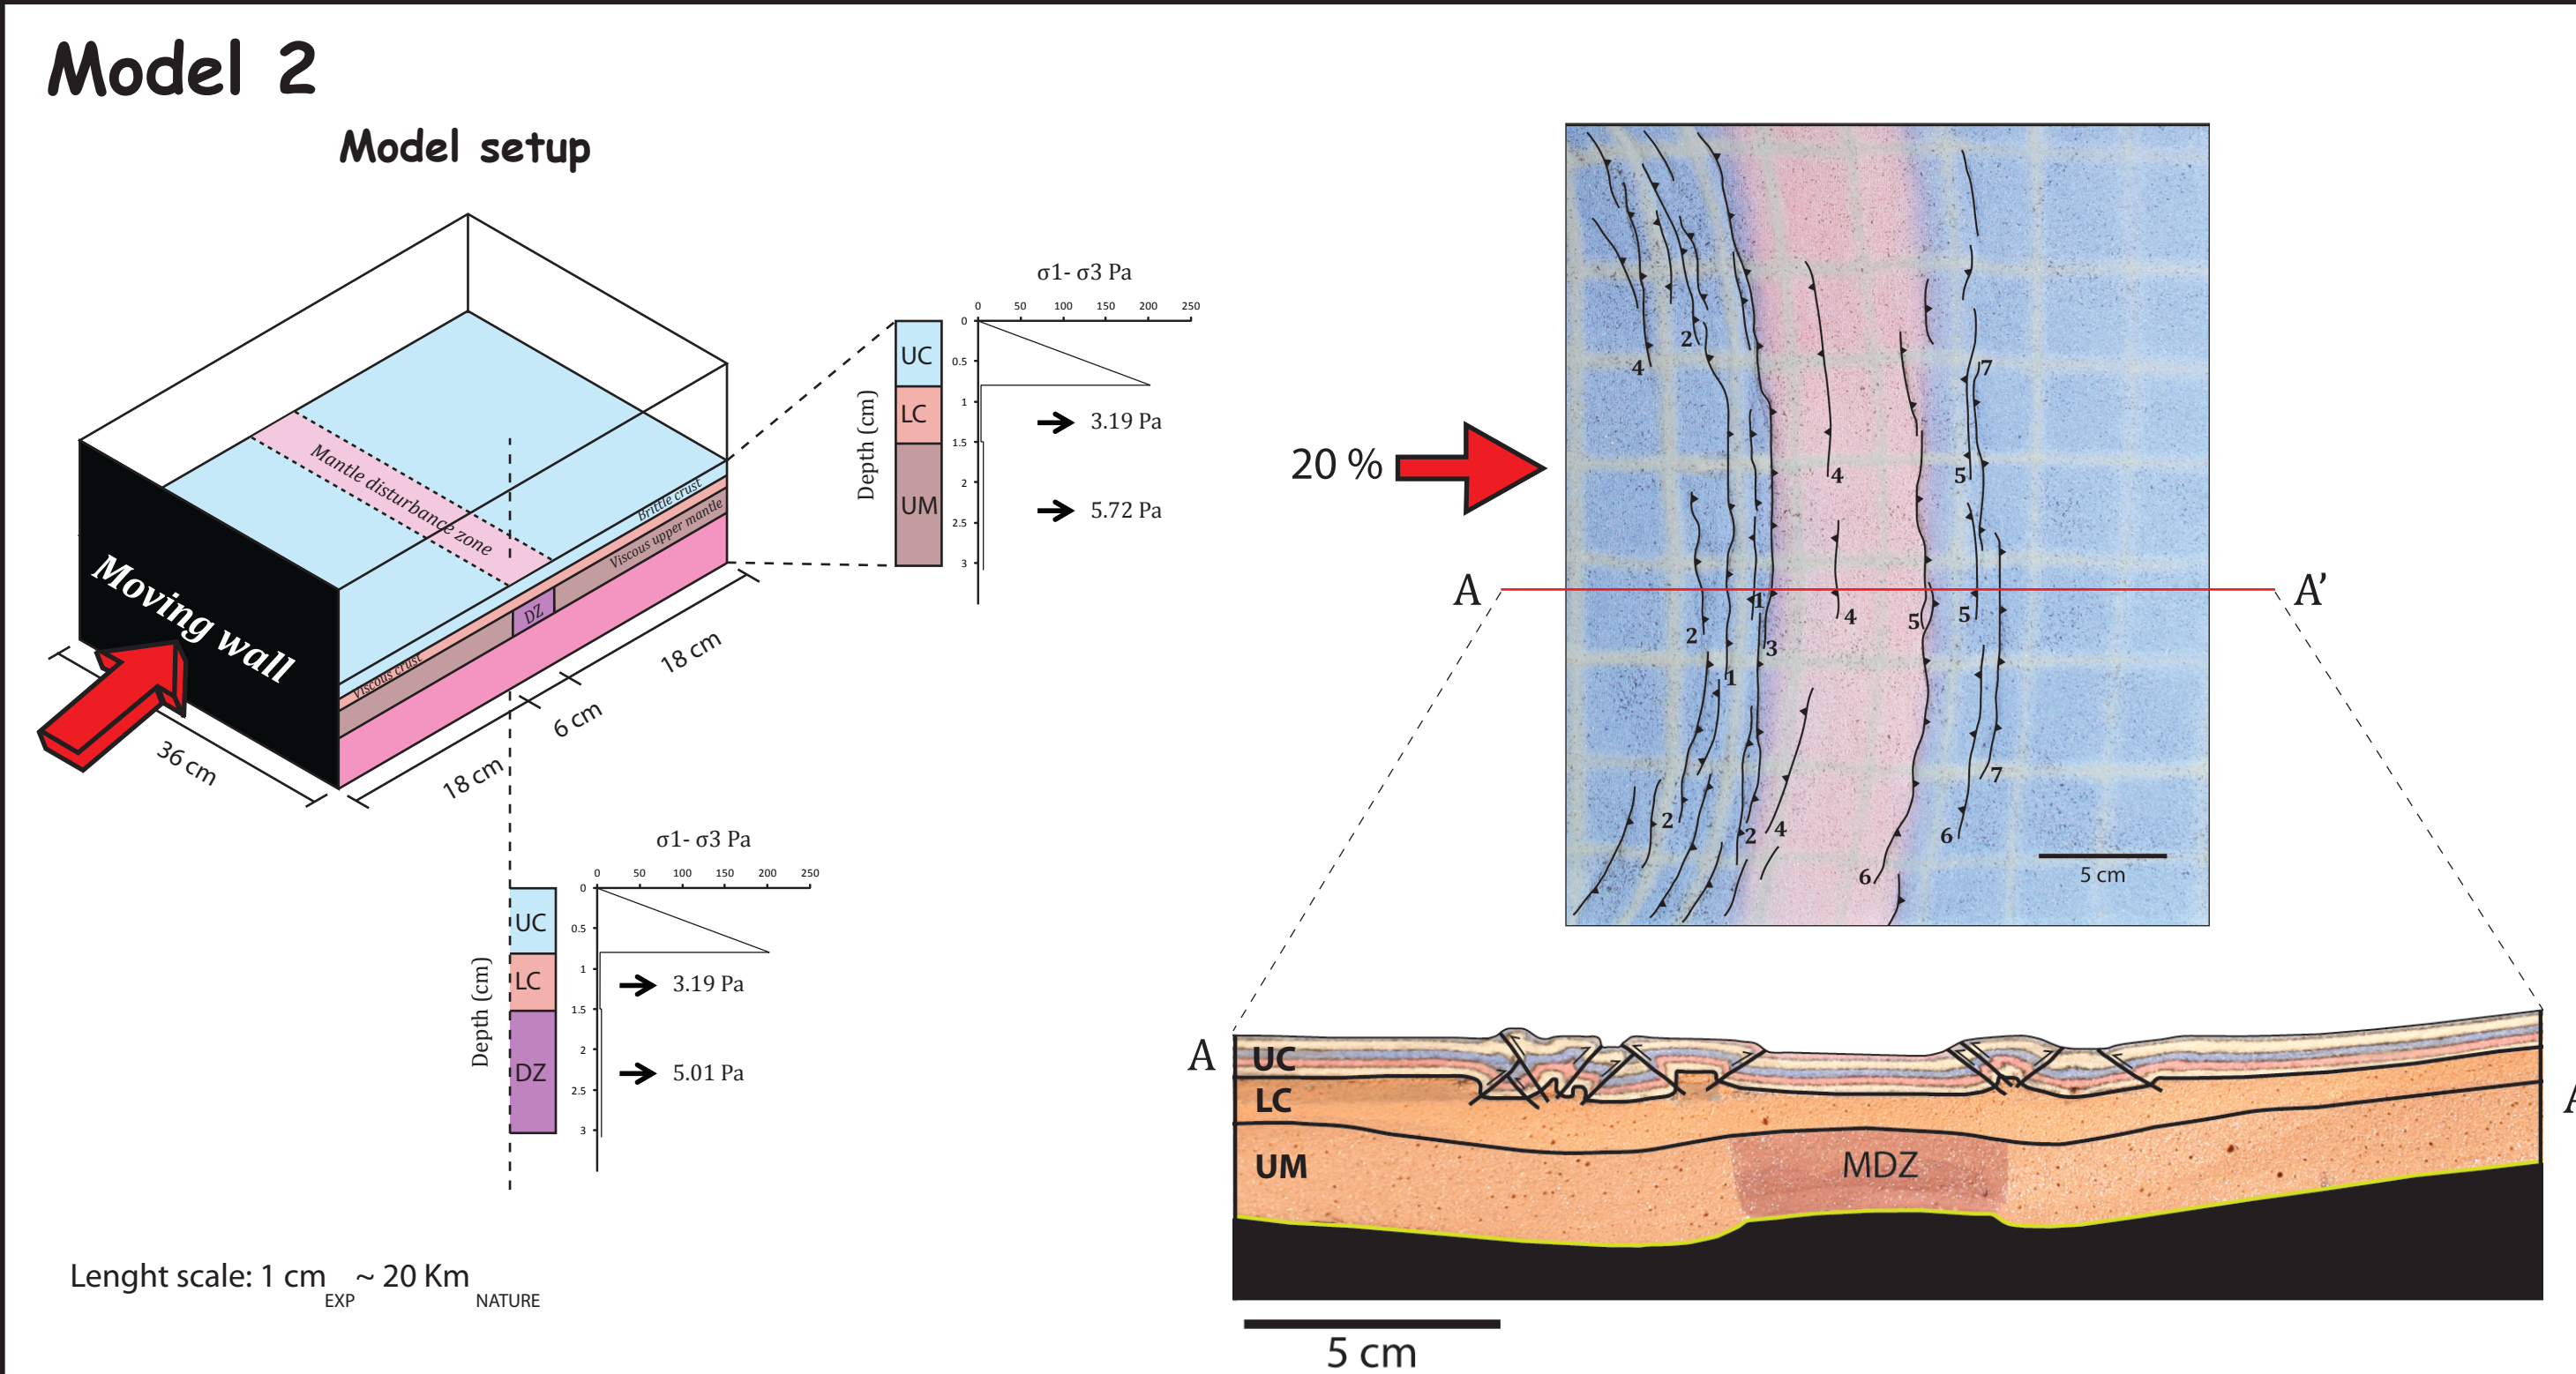 Model 2
Model setup
Mantle disturbance zone
Brittle crust
Viscous upper mantle
DZ
Viscous crust
Moving wall
36 cm
18 cm
6 cm
18 cm
σ1- σ3 Pa
0 50 100 150 200 250
Depth (cm)
0
0.5
1
1.5
2
2.5
3
UC
LC
UM
3.19 Pa
5.72 Pa
σ1- σ3 Pa
0 50 100 150 200 250
Depth (cm)
0
0.5
1
1.5
2
2.5
3
UC
LC
DZ
3.19 Pa
5.01 Pa
Lenght scale: 1 cm EXP ~ 20 Km NATURE
20 %
2
4
7
4
5
A
A’
1
4
5
5
2
3
1
7
2
2
4
6
6
5 cm
A
UC
LC
UM
MDZ
5 cm